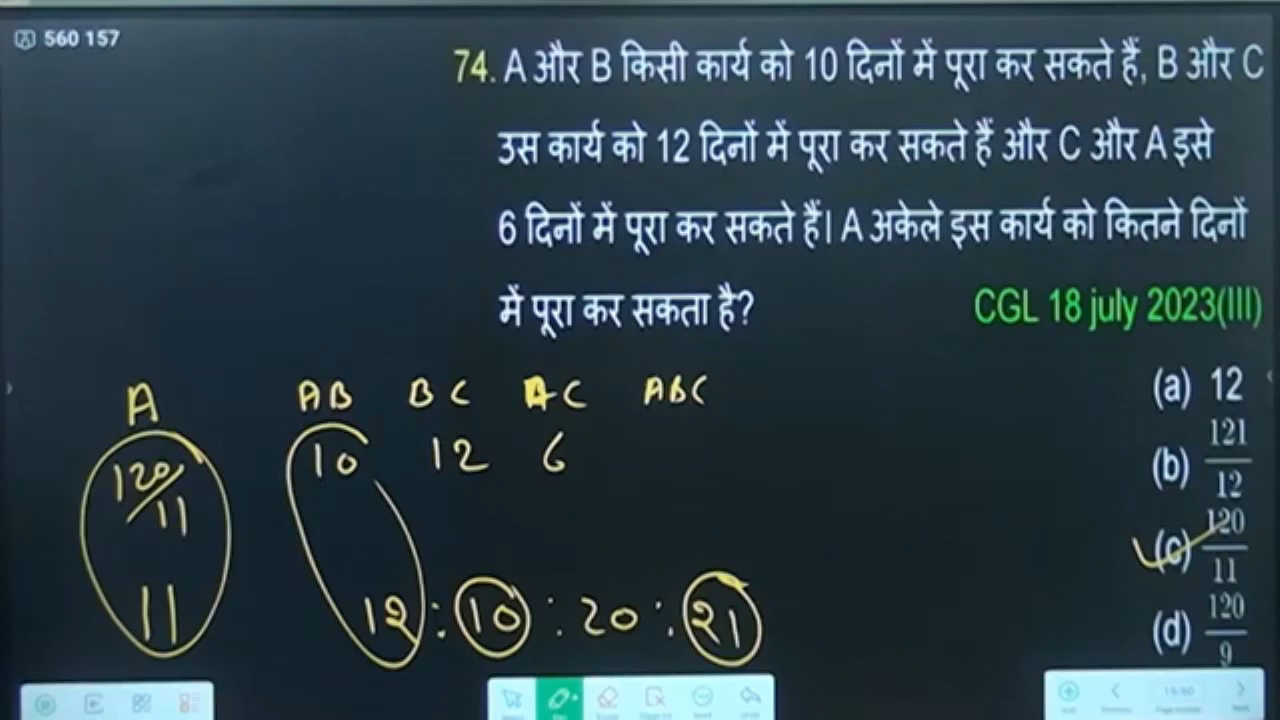 560 157
74. A और B किसी कार्य को 10 दिनों में पूरा कर सकते हैं, B और C
उस कार्य को 12 दिनों में पूरा कर सकते हैं और C और A इसे
6 दिनों में पूरा कर सकते हैं। A अकेले इस कार्य को कितने दिनों
में पूरा कर सकता है?
CGL 18 july 2023(III)
(a) 12
(b) 121/12
(c) 120/11
(d) 120/9
A
120/11
11
AB BC AC ABC
10 12 6
12 : 10 : 20 : 21